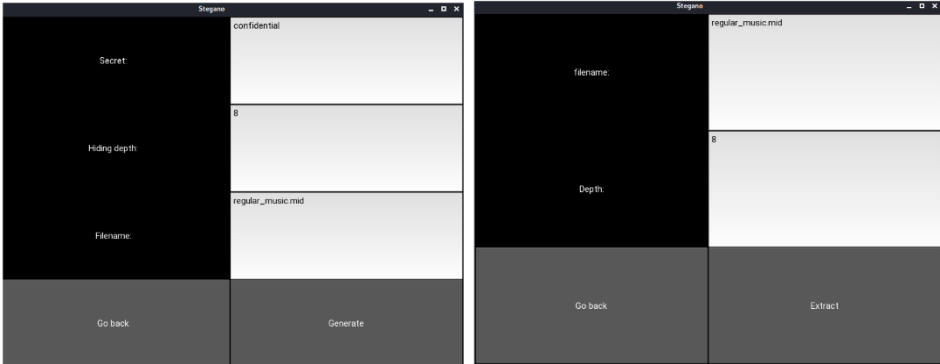 Stegano
Secret:
confidential
Hiding depth:
8
Filename:
regular_music.mid
Go back
Generate
Stegano
filename:
regular_music.mid
Depth:
8
Go back
Extract